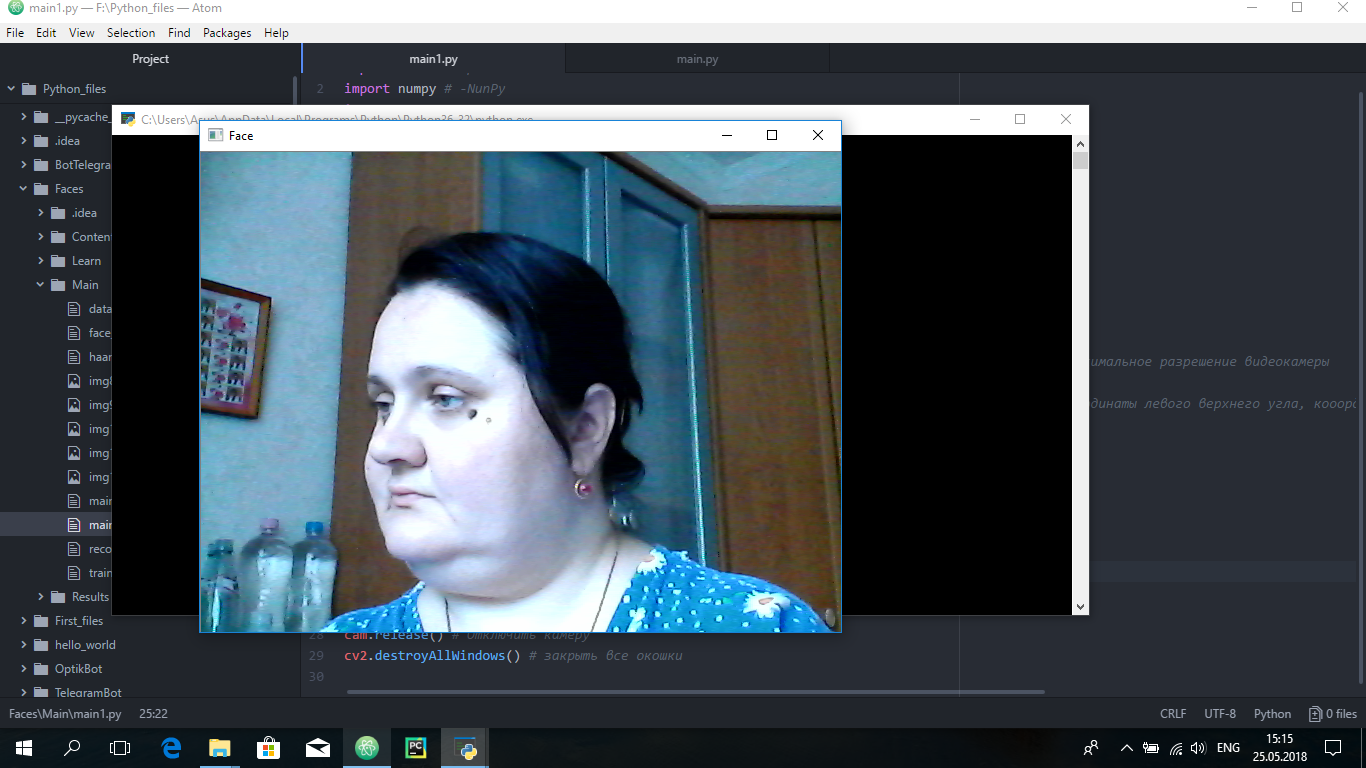 main1.py — F:\Python_files — Atom
File Edit View Selection Find Packages Help
Project
main1.py
main.py
Python_files
__pycache_
.idea
BotTelegra
Faces
.idea
Conten
Learn
Main
data
face_
haar
img
img
img
img
img
main
main
reco
train
Results
First_files
hello_world
OptikBot
TelegramBot
2 import numpy # -NunPy
C:\Users\Asus\AppData\Local\Programs\Python\Python36-32\python.exe
Face
симальное разрешение видеокамеры
динаты левого верхнего угла, кооор
28 cam.release() # Отключить камеру
29 cv2.destroyAllWindows() # закрыть все окошки
30
Faces\Main\main1.py 25:22
CRLF UTF-8 Python 0 files
ENG
15:15
25.05.2018